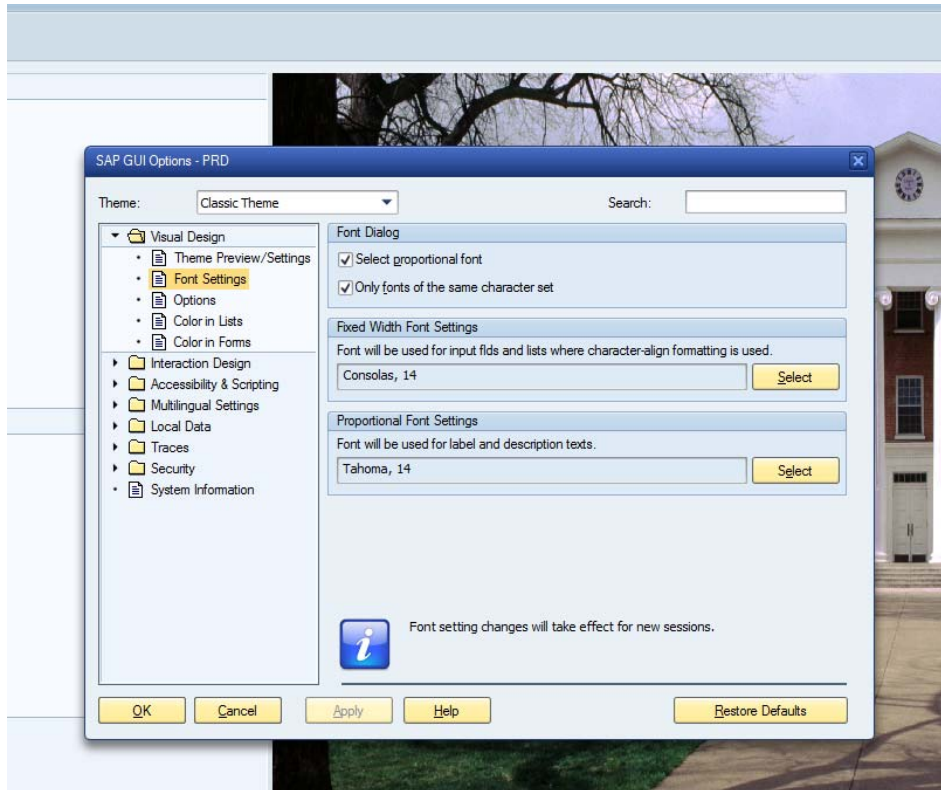 SAP GUI Options - PRD
Theme: Classic Theme Search:
Visual Design
Theme Preview/Settings
Font Settings
Options
Color in Lists
Color in Forms
Interaction Design
Accessibility & Scripting
Multilingual Settings
Local Data
Traces
Security
System Information
Font Dialog
Select proportional font
Only fonts of the same character set
Fixed Width Font Settings
Font will be used for input flds and lists where character-align formatting is used.
Consolas, 14 Select
Proportional Font Settings
Font will be used for label and description texts.
Tahoma, 14 Select
i Font setting changes will take effect for new sessions.
OK Cancel Apply Help Restore Defaults